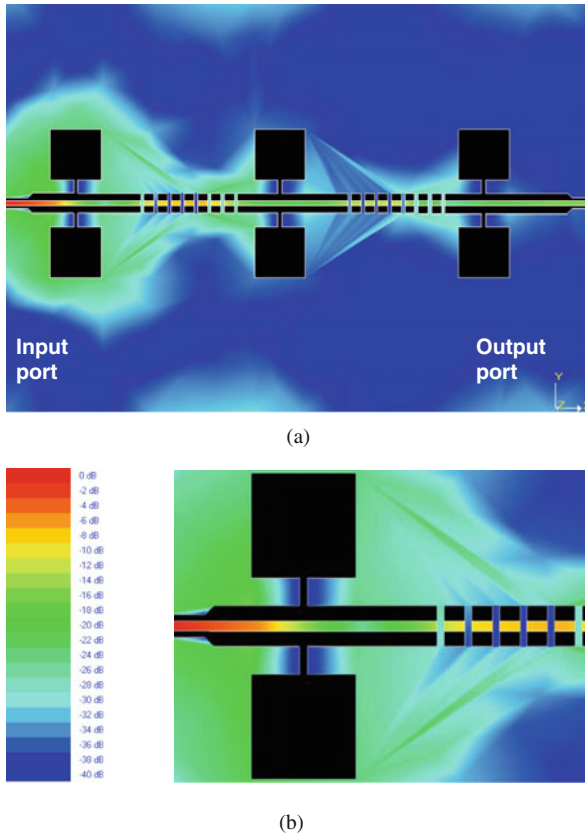 Input
port
Output
port
Y
Z
(a)
0 dB
-2 dB
-4 dB
-6 dB
-8 dB
-10 dB
-12 dB
-14 dB
-16 dB
-18 dB
-20 dB
-22 dB
-24 dB
-26 dB
-28 dB
-30 dB
-32 dB
-34 dB
-36 dB
-38 dB
-40 dB
(b)